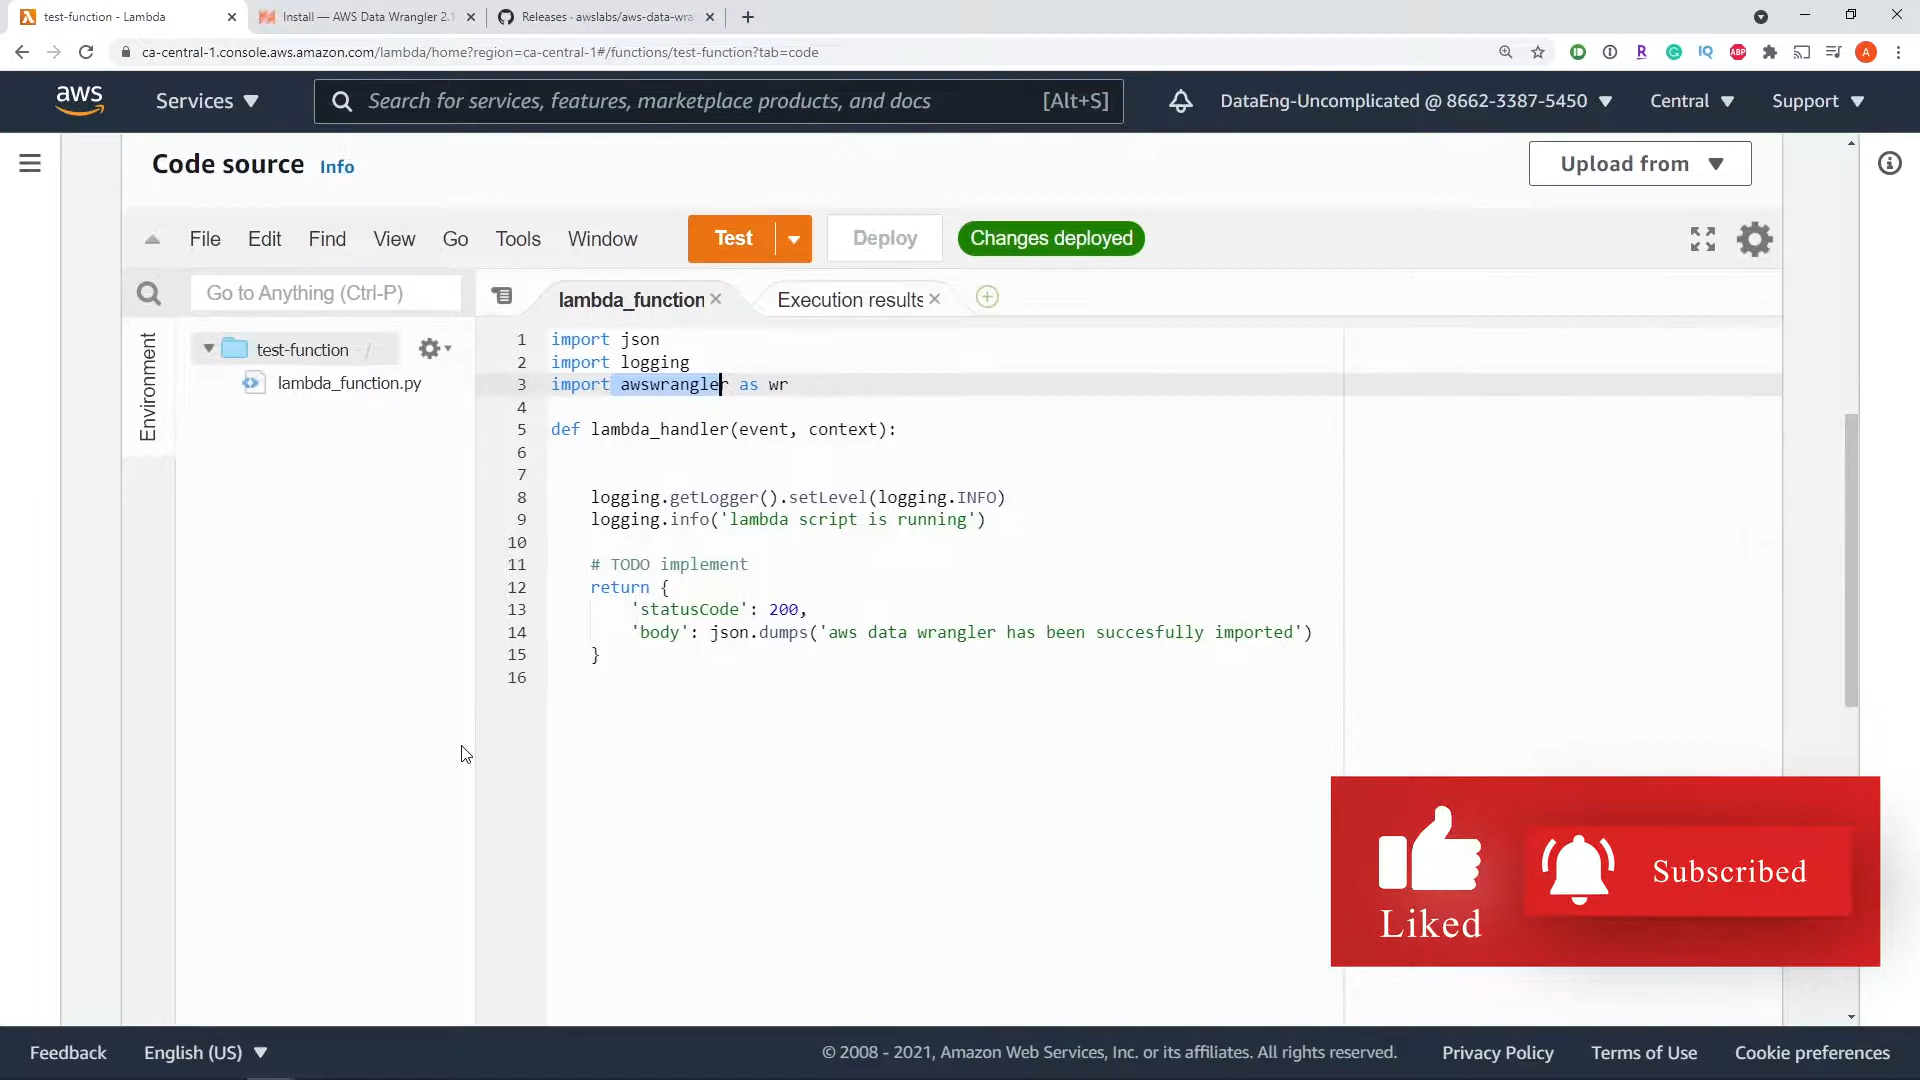 test-function - Lambda
Install — AWS Data Wrangler 2.1
Releases · awslabs/aws-data-wra
ca-central-1.console.aws.amazon.com/lambda/home?region=ca-central-1#/functions/test-function?tab=code
R
IQ
ABP
A
aws
Services
Search for services, features, marketplace products, and docs
[Alt+S]
DataEng-Uncomplicated @ 8662-3387-5450
Central
Support
Code source
Info
Upload from
File
Edit
Find
View
Go
Tools
Window
Test
Deploy
Changes deployed
Go to Anything (Ctrl-P)
lambda_function
Execution results
Environment
test-function
/
lambda_function.py
1 import json
2 import logging
3 import awswrangler as wr
4
5 def lambda_handler(event, context):
6
7
8 logging.getLogger().setLevel(logging.INFO)
9 logging.info('lambda script is running')
10
11 # TODO implement
12 return {
13 'statusCode': 200,
14 'body': json.dumps('aws data wrangler has been succesfully imported')
15 }
16
Liked
Subscribed
Feedback
English (US)
© 2008 - 2021, Amazon Web Services, Inc. or its affiliates. All rights reserved.
Privacy Policy
Terms of Use
Cookie preferences